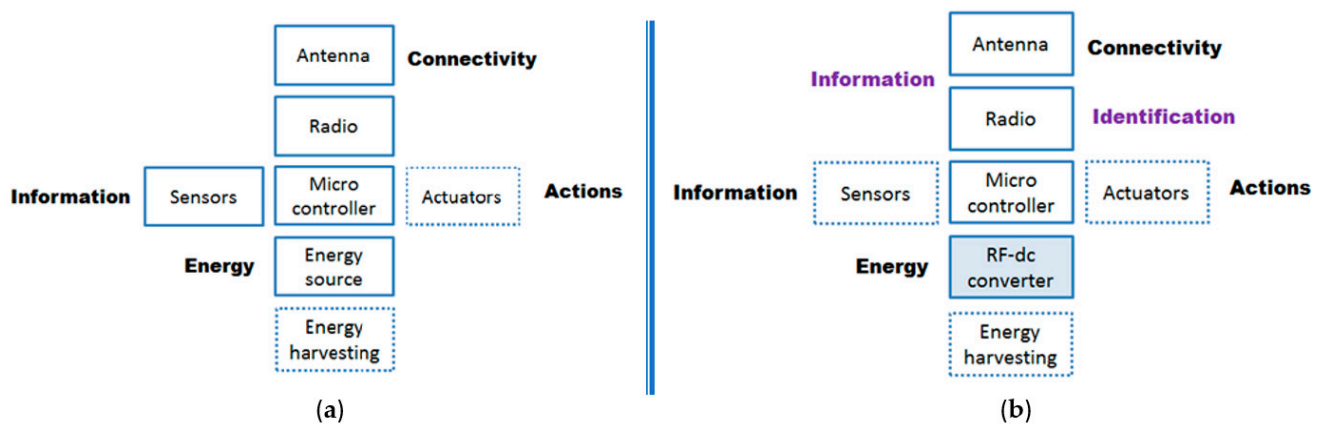 Antenna
Connectivity
Radio
Information
Sensors
Micro
controller
Actuators
Actions
Energy
Energy
source
Energy
harvesting
(a)
Antenna
Connectivity
Information
Radio
Identification
Information
Sensors
Micro
controller
Actuators
Actions
Energy
RF-dc
converter
Energy
harvesting
(b)